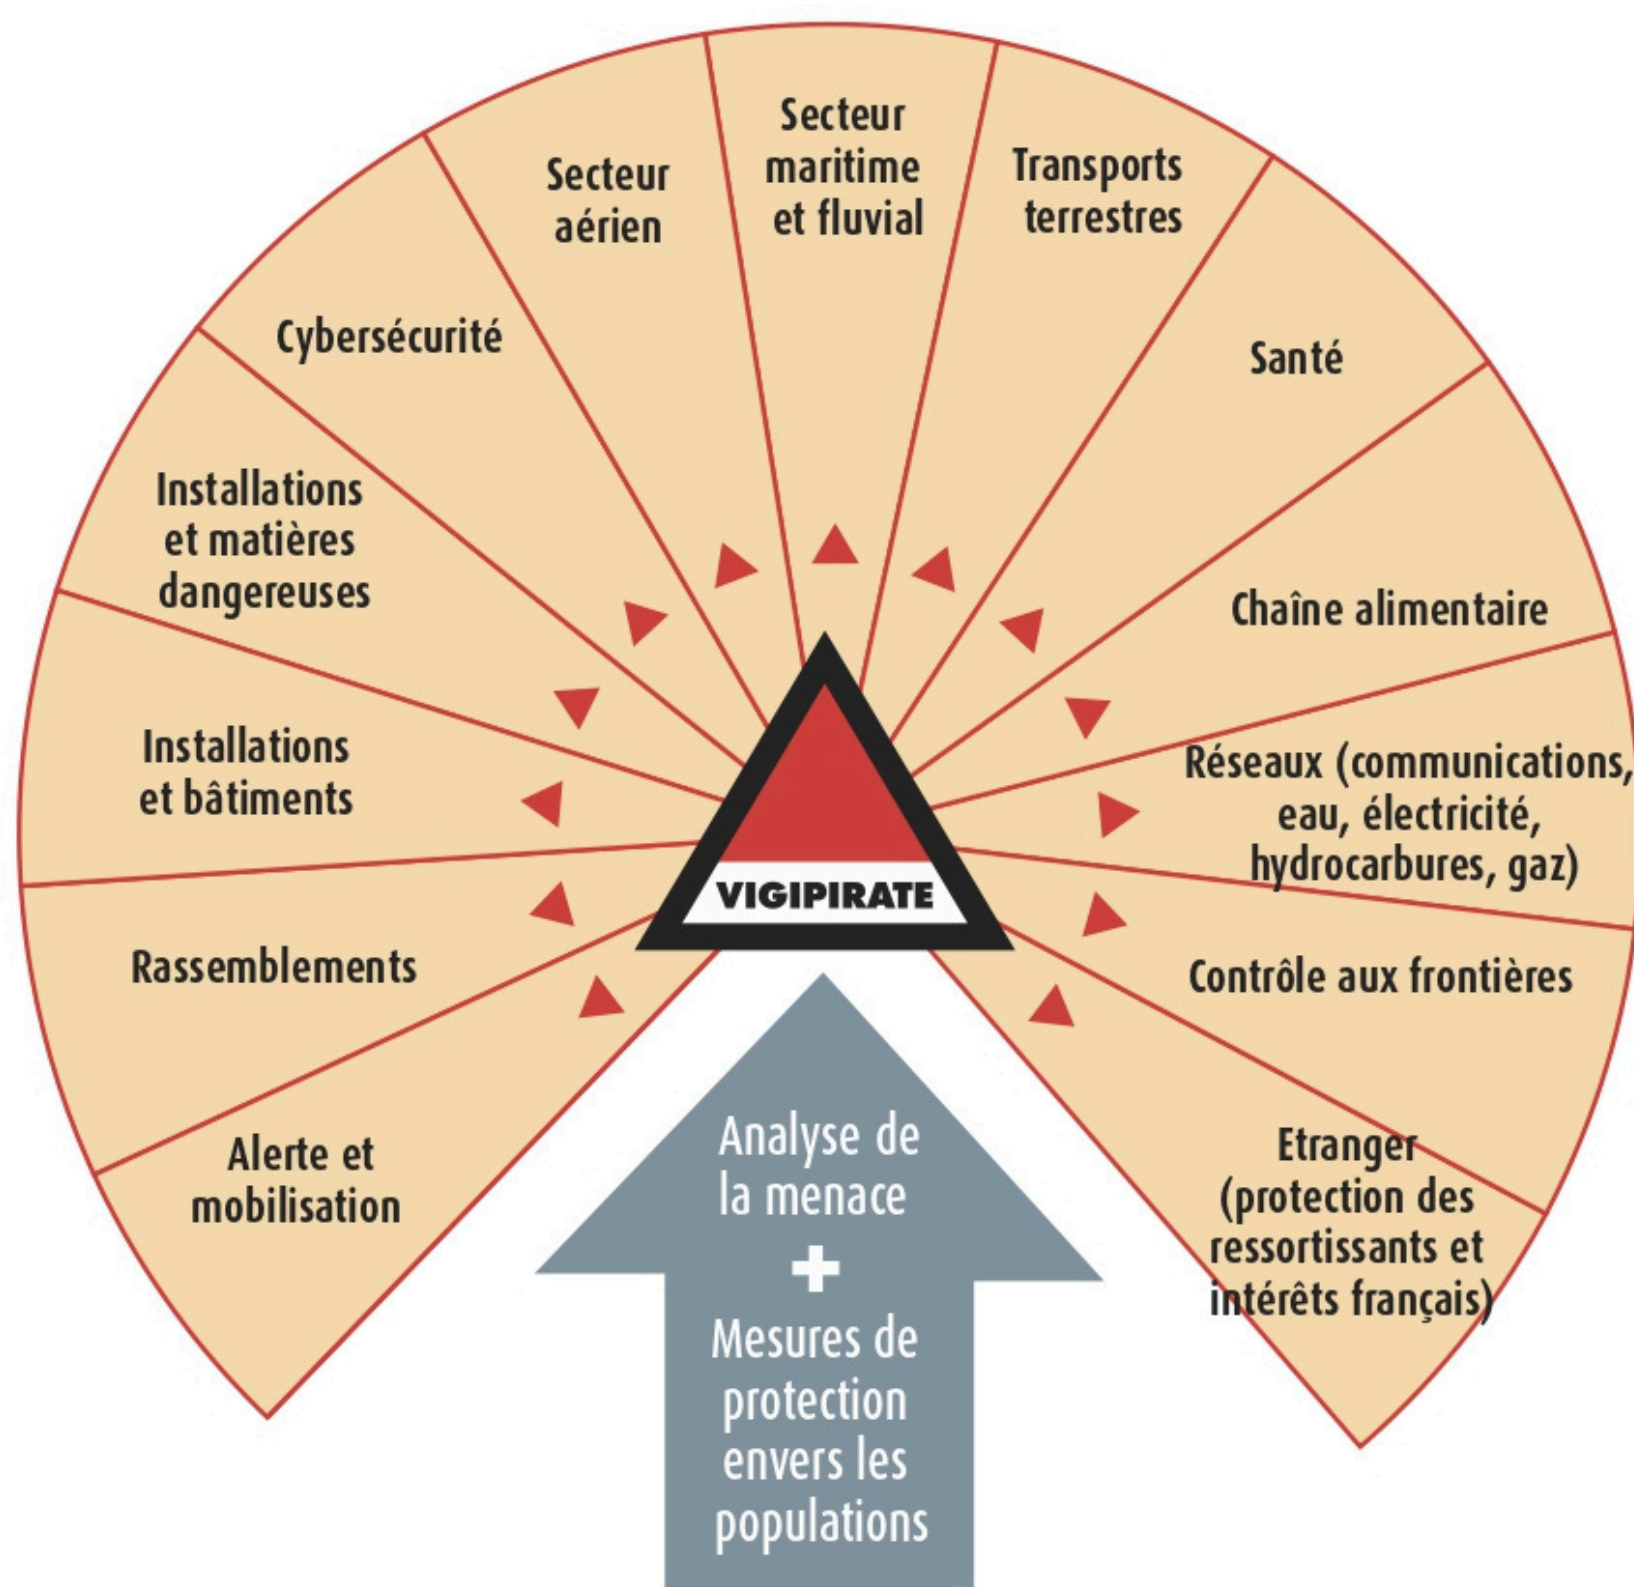 Secteur
maritime
et fluvial
Secteur
aérien
Transports
terrestres
Cybersécurité
Santé
Installations
et matières
dangereuses
Chaîne alimentaire
Installations
et bâtiments
Réseaux (communications,
eau, électricité,
hydrocarbures, gaz)
VIGIPIRATE
Rassemblements
Contrôle aux frontières
Alerte et
mobilisation
Etranger
(protection des
ressortissants et
intérêts français)
Analyse de
la menace
+
Mesures de
protection
envers les
populations